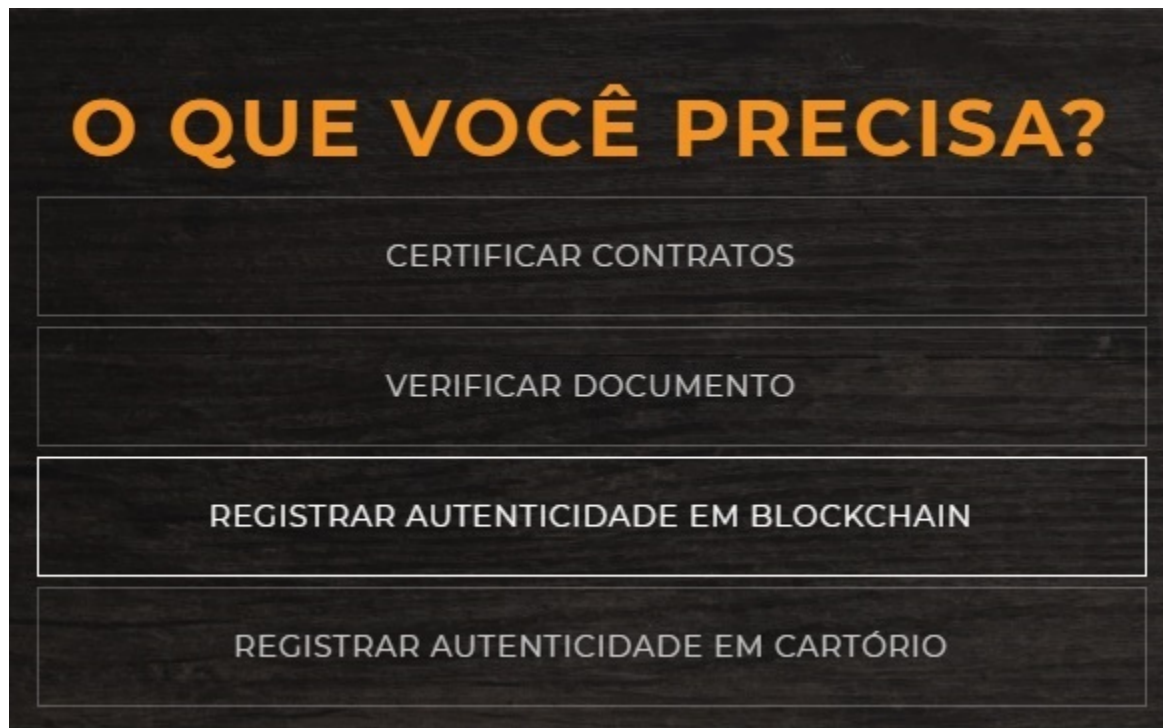 O QUE VOCÊ PRECISA?
CERTIFICAR CONTRATOS
VERIFICAR DOCUMENTO
REGISTRAR AUTENTICIDADE EM BLOCKCHAIN
REGISTRAR AUTENTICIDADE EM CARTÓRIO